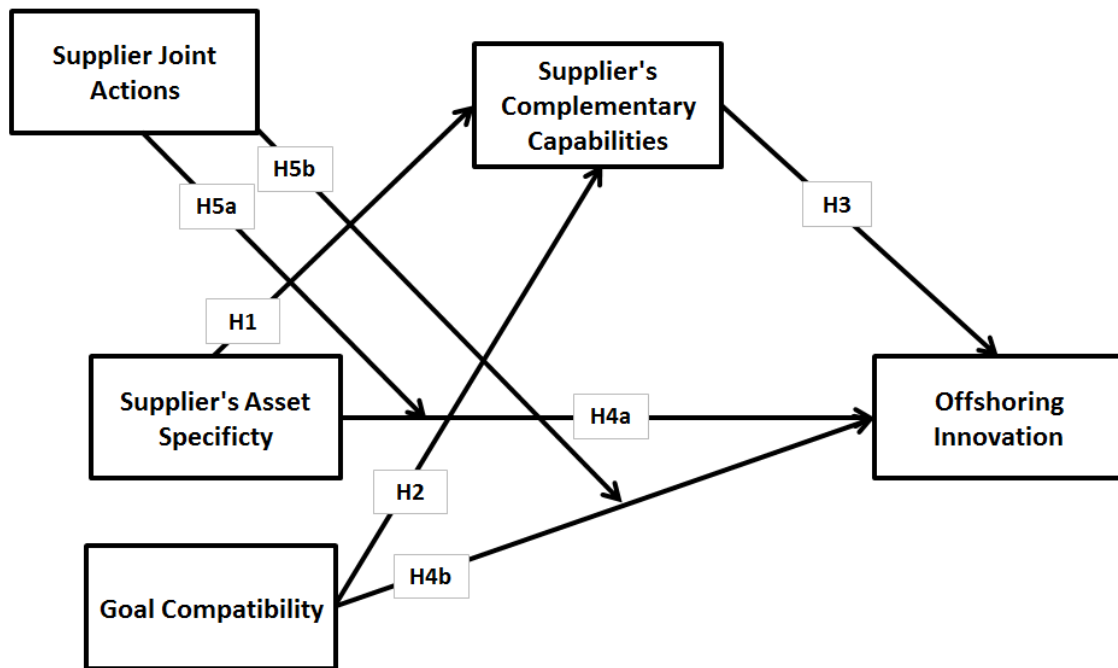 Supplier Joint
Actions
Supplier's
Complementary
Capabilities
H5b
H5a
H3
H1
Supplier's Asset
Specificty
H4a
Offshoring
Innovation
H2
H4b
Goal Compatibility